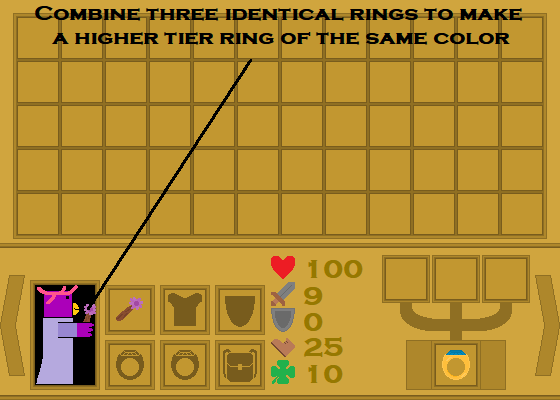 Combine three identical rings to make
a higher tier ring of the same color
100
9
0
25
10